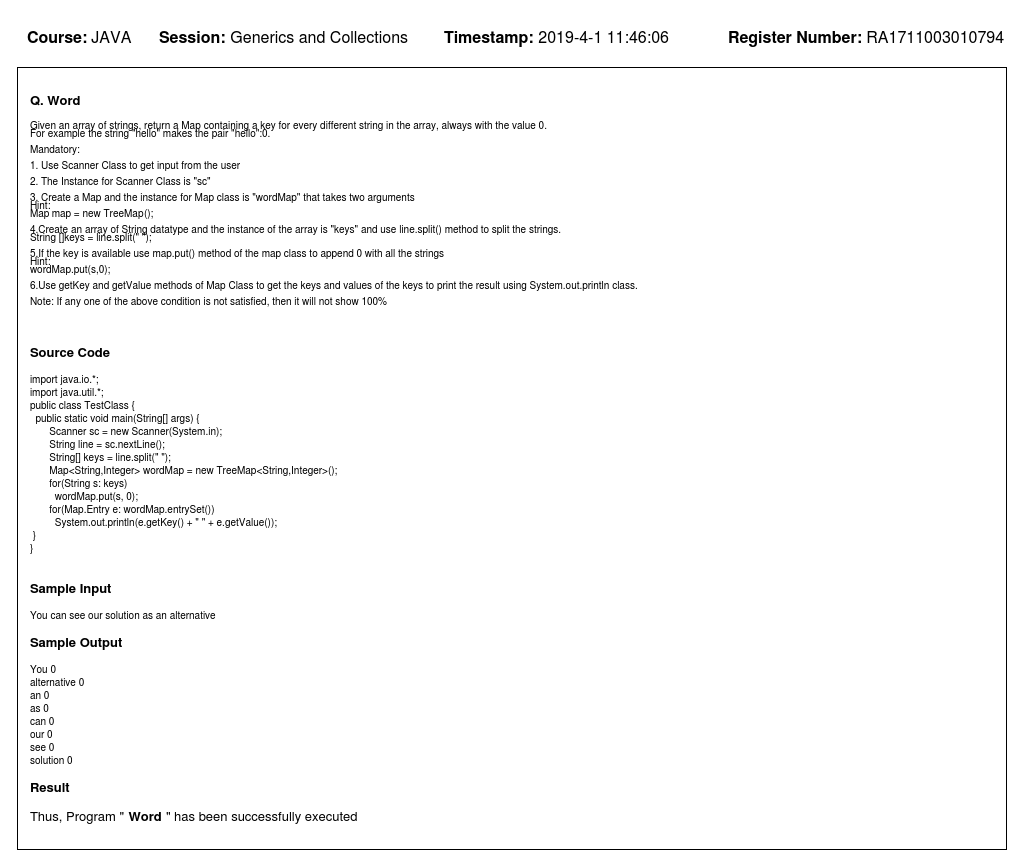 Course: JAVA Session: Generics and Collections Timestamp: 2019-4-1 11:46:06 Register Number: RA1711003010794
Q. Word
Given an array of strings, return a Map containing a key for every different string in the array, always with the value 0.
For example the string "hello" makes the pair "hello":0.
Mandatory:
1. Use Scanner Class to get input from the user
2. The Instance for Scanner Class is "sc"
3. Create a Map and the instance for Map class is "wordMap" that takes two arguments
Hint:
Map map = new TreeMap();
4.Create an array of String datatype and the instance of the array is "keys" and use line.split() method to split the strings.
String []keys = line.split(" ");
5.If the key is available use map.put() method of the map class to append 0 with all the strings
Hint:
wordMap.put(s,0);
6.Use getKey and getValue methods of Map Class to get the keys and values of the keys to print the result using System.out.println class.
Note: If any one of the above condition is not satisfied, then it will not show 100%
Source Code
import java.io.*;
import java.util.*;
public class TestClass {
public static void main(String[] args) {
Scanner sc = new Scanner(System.in);
String line = sc.nextLine();
String[] keys = line.split(" ");
Map<String,Integer> wordMap = new TreeMap<String,Integer>();
for(String s: keys)
wordMap.put(s, 0);
for(Map.Entry e: wordMap.entrySet())
System.out.println(e.getKey() + " " + e.getValue());
}
}
Sample Input
You can see our solution as an alternative
Sample Output
You 0
alternative 0
an 0
as 0
can 0
our 0
see 0
solution 0
Result
Thus, Program " Word " has been successfully executed